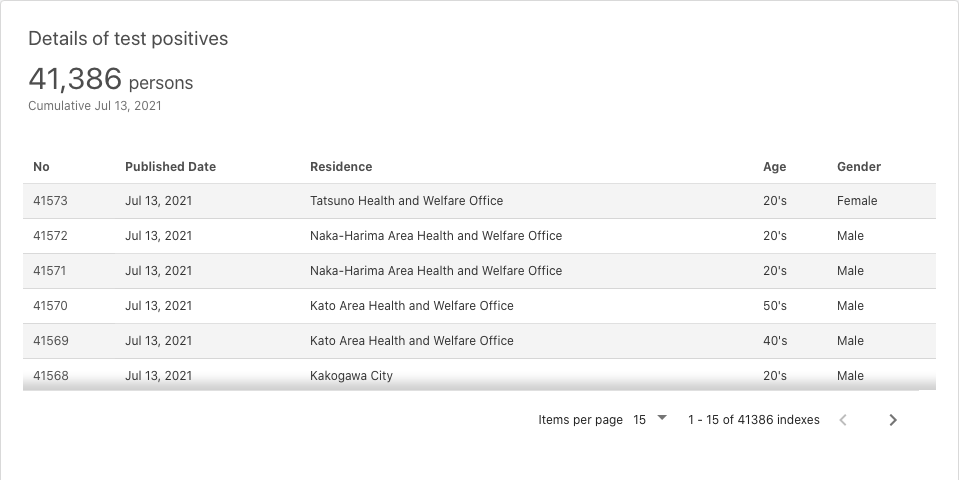 Details of test positives
41,386 persons
Cumulative Jul 13, 2021
No Published Date Residence Age Gender
41573 Jul 13, 2021 Tatsuno Health and Welfare Office 20's Female
41572 Jul 13, 2021 Naka-Harima Area Health and Welfare Office 20's Male
41571 Jul 13, 2021 Naka-Harima Area Health and Welfare Office 20's Male
41570 Jul 13, 2021 Kato Area Health and Welfare Office 50's Male
41569 Jul 13, 2021 Kato Area Health and Welfare Office 40's Male
41568 Jul 13, 2021 Kakogawa City 20's Male
Items per page 15 1 - 15 of 41386 indexes